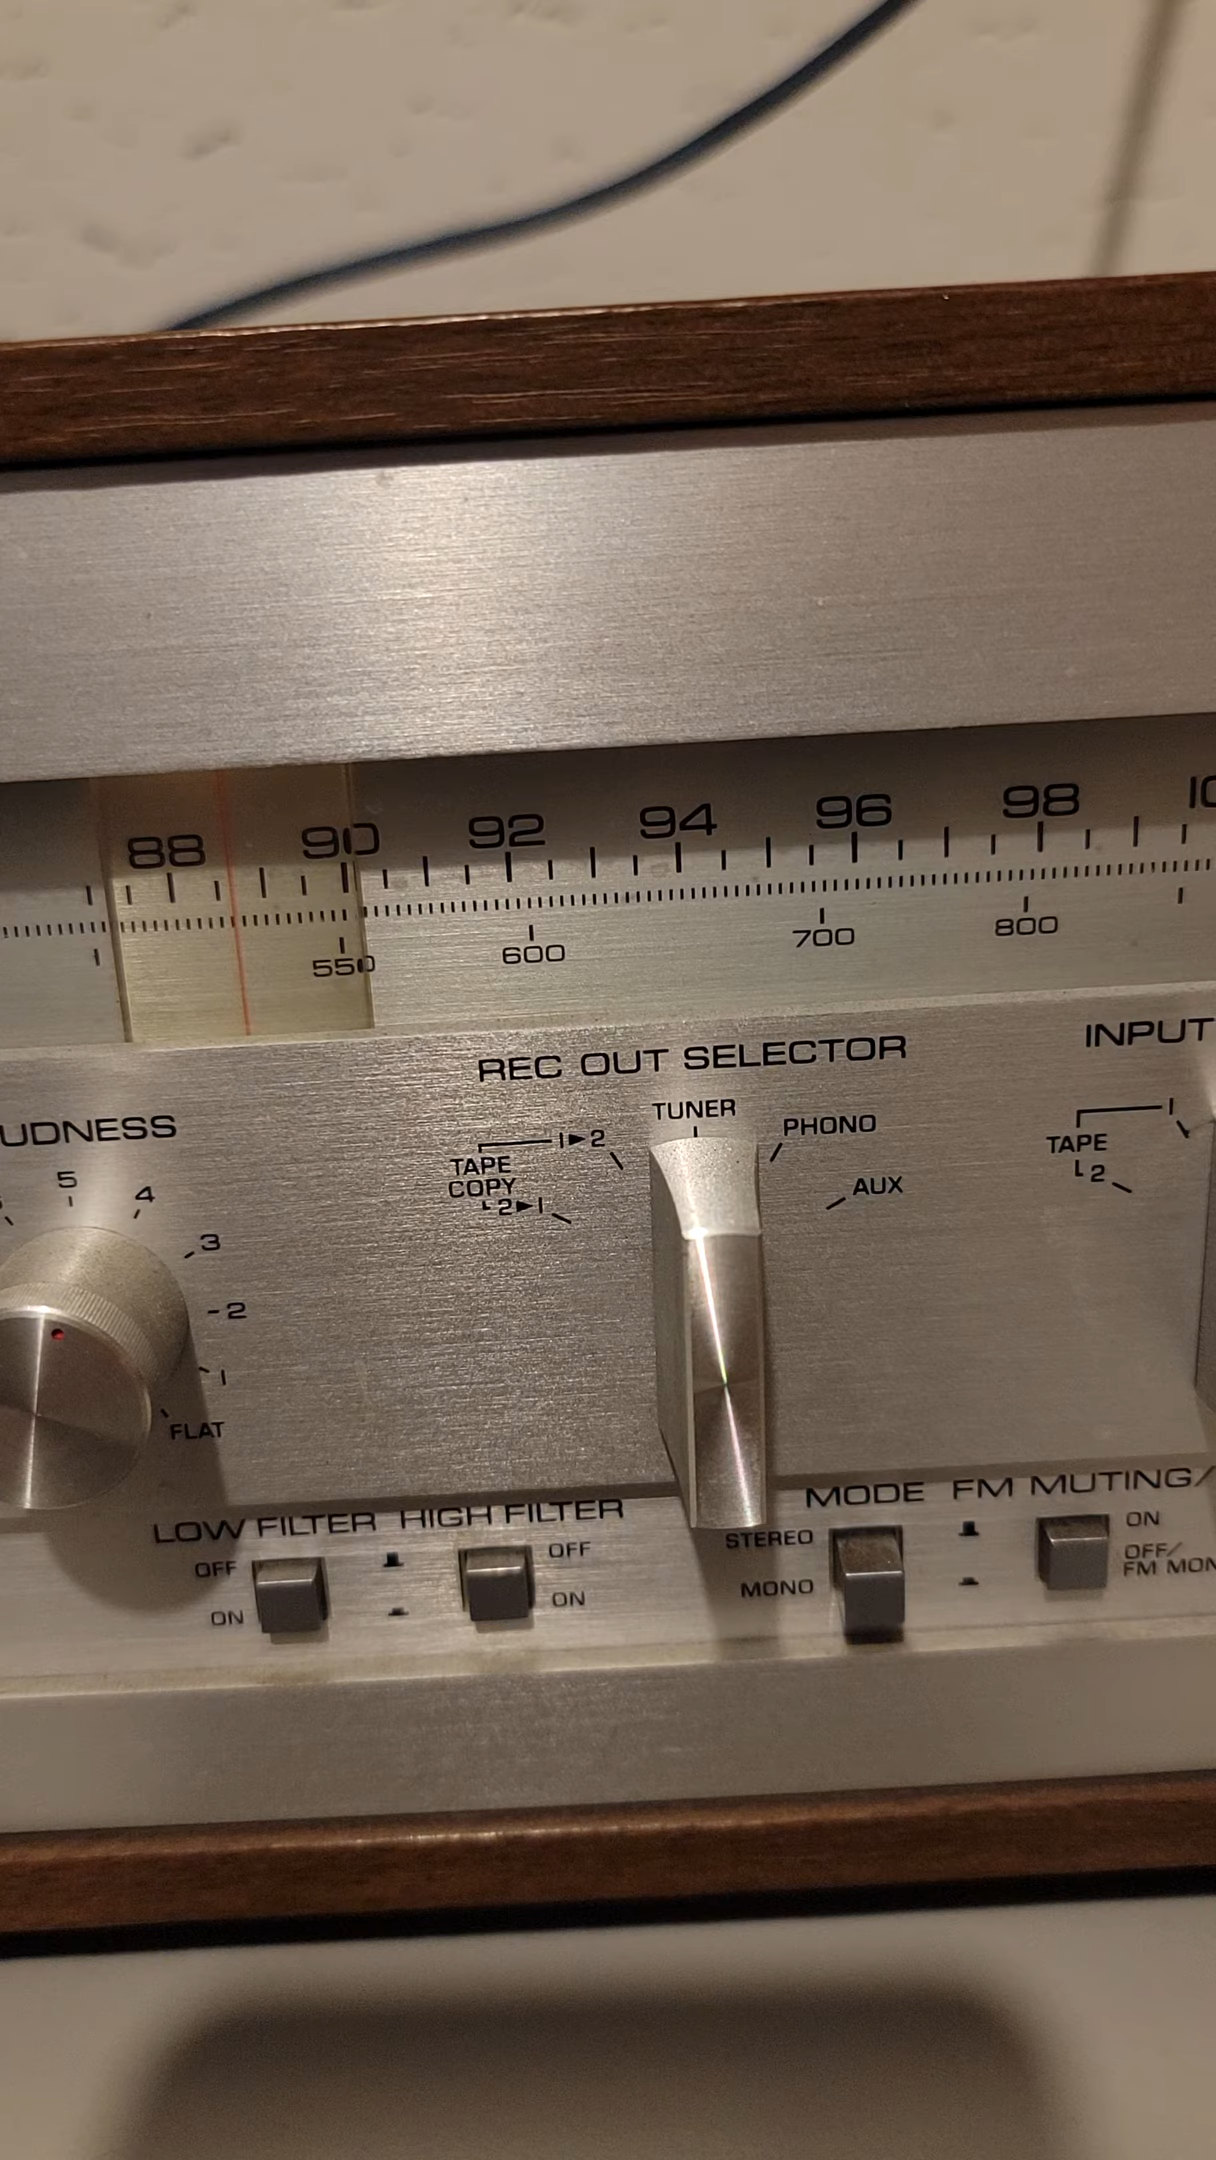 88 90 92 94 96 98 10
550 600 700 800
REC OUT SELECTOR
INPUT
UDNESS
5
4
3
2
1
FLAT
TUNER
PHONO
AUX
1▶2
TAPE
COPY
2▶1
1
TAPE
2
LOW FILTER HIGH FILTER
MODE FM MUTING/
OFF
ON
OFF
ON
STEREO
MONO
ON
OFF/
FM MON